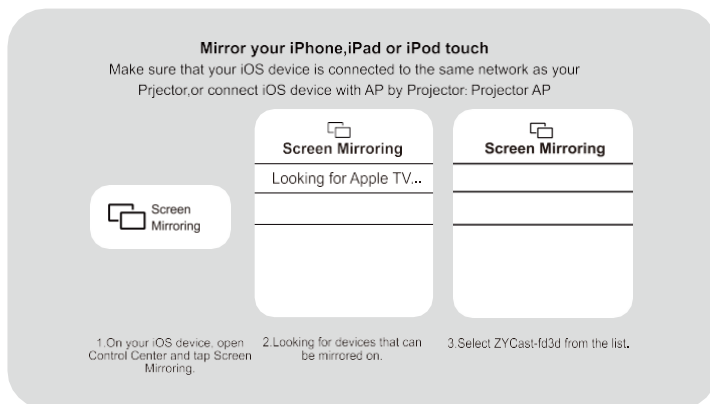 Mirror your iPhone,iPad or iPod touch
Make sure that your iOS device is connected to the same network as your
Prjector,or connect iOS device with AP by Projector: Projector AP
Screen Mirroring
Looking for Apple TV...
Screen Mirroring
Screen
Mirroring
1.On your iOS device, open
Control Center and tap Screen
Mirroring.
2.Looking for devices that can
be mirrored on.
3.Select ZYCast-fd3d from the list.